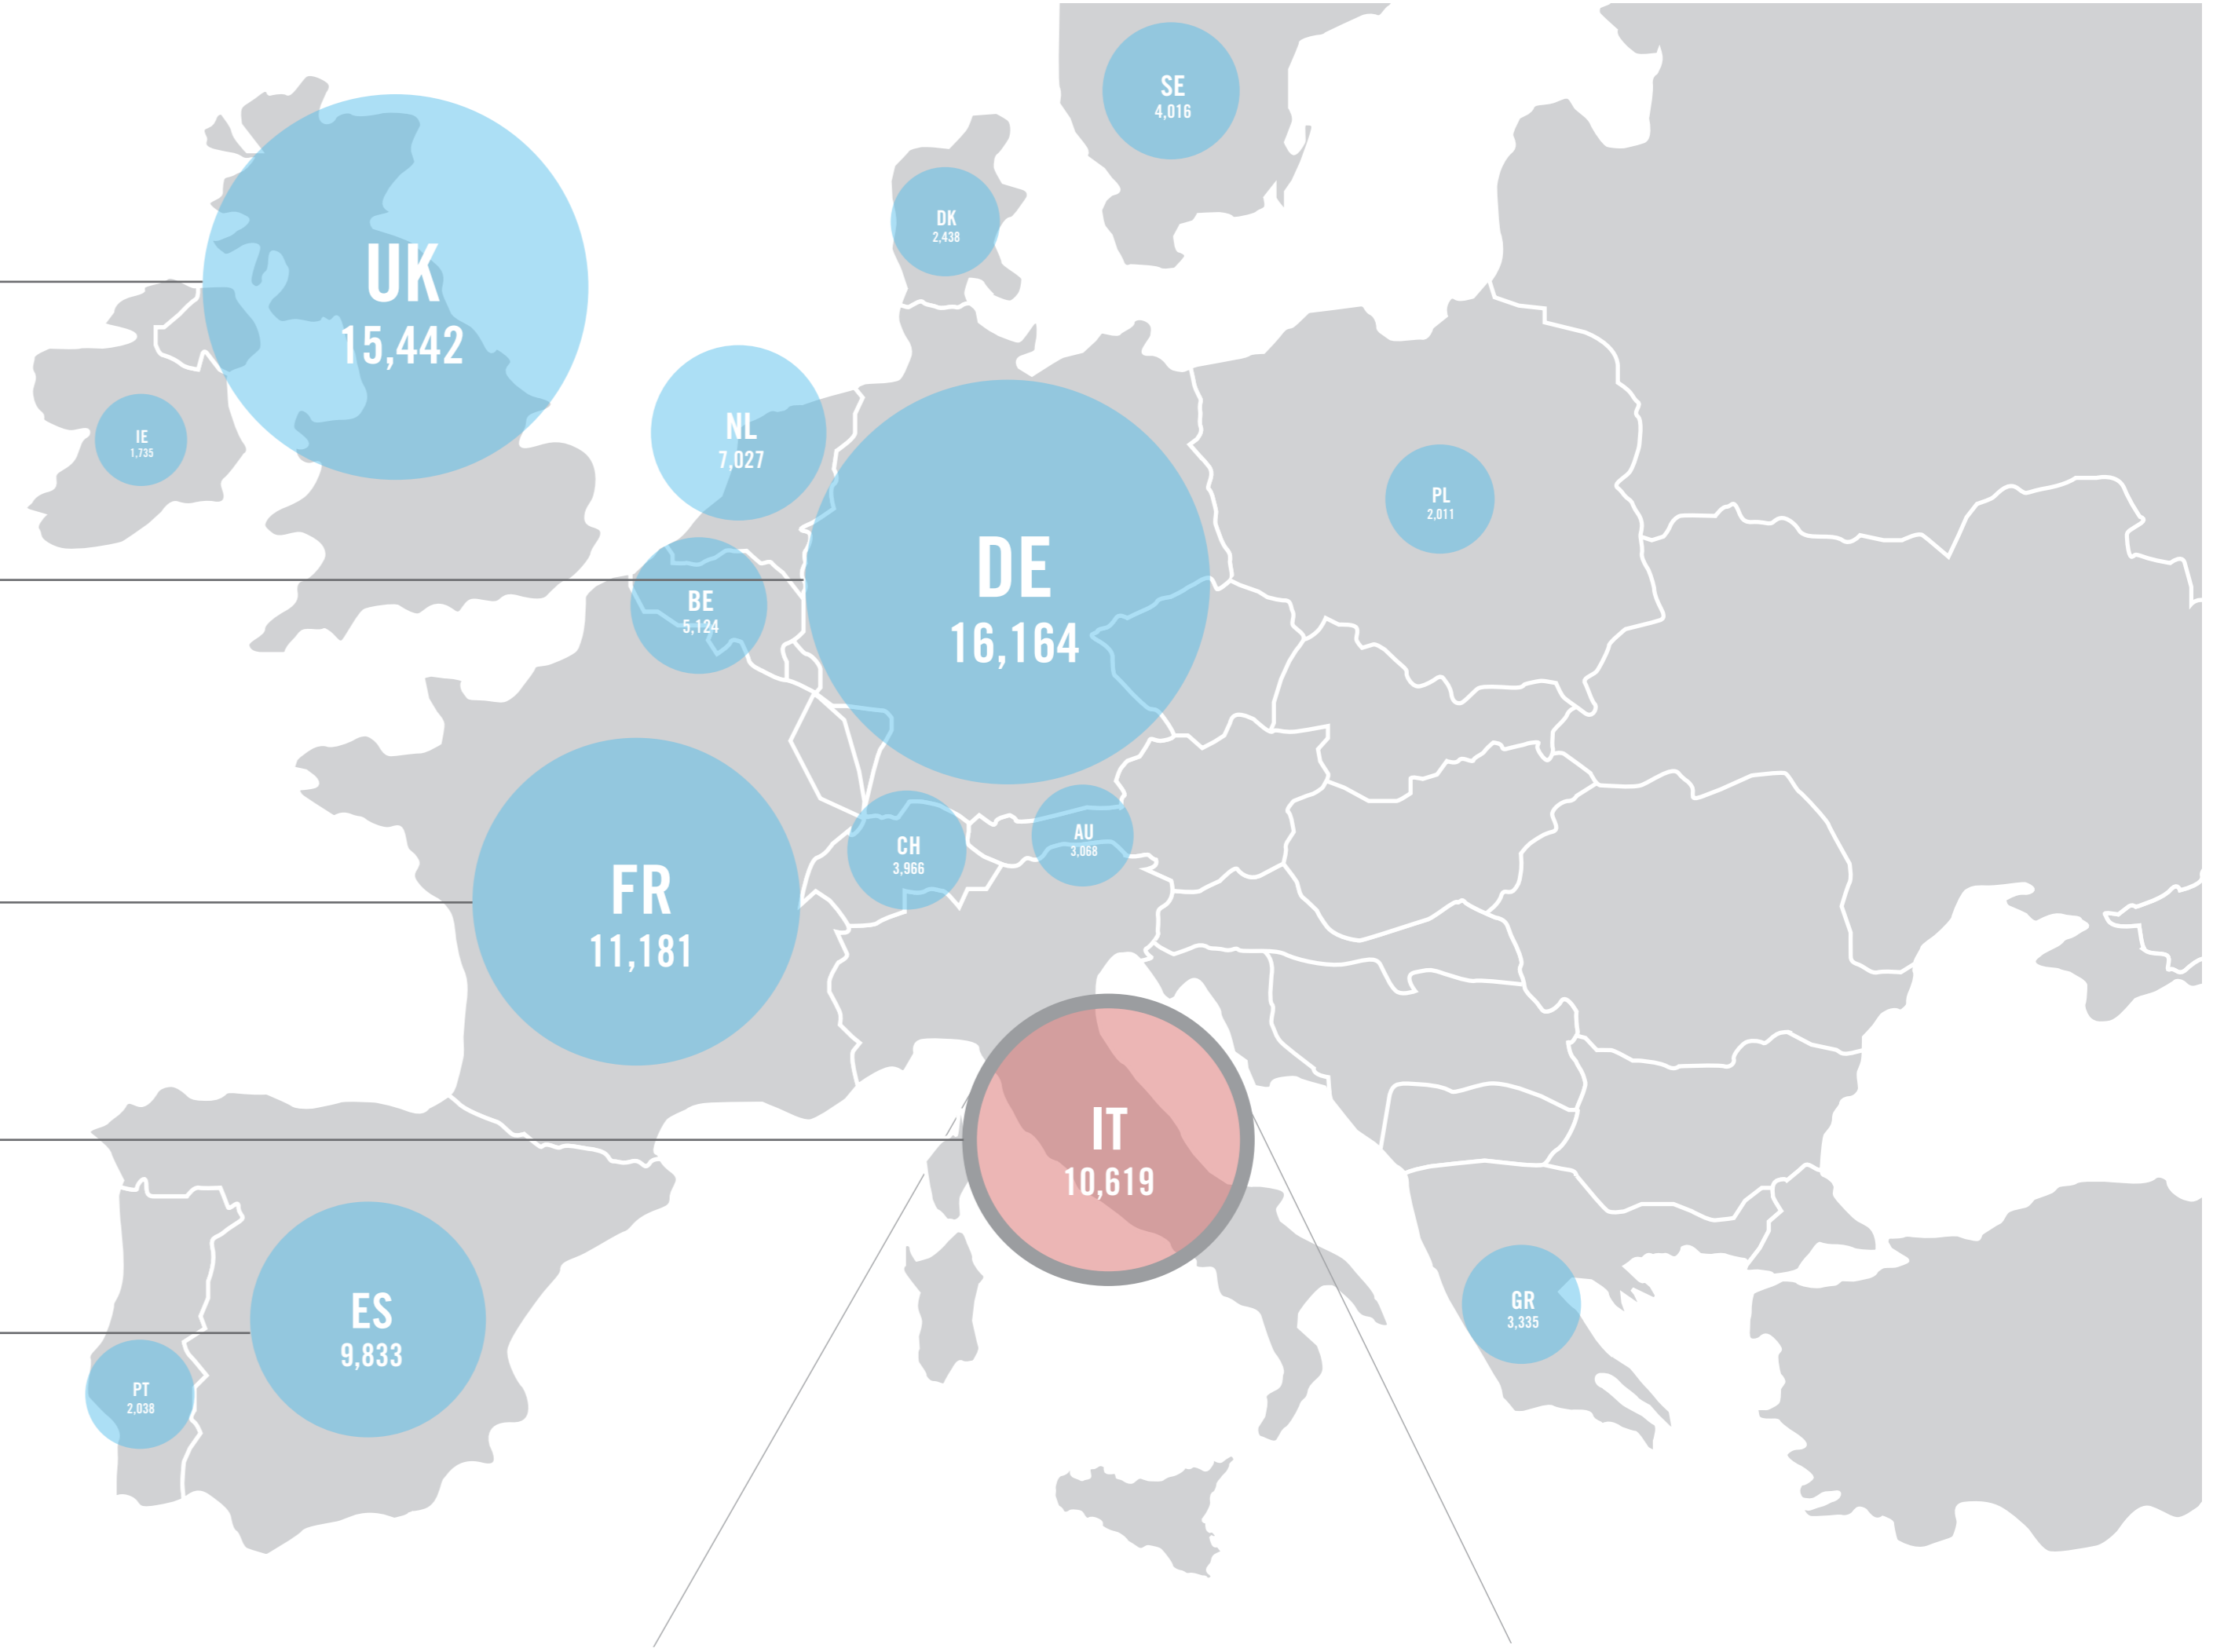 SE
4,016
DK
2,438
UK
15,442
IE
1,735
NL
7,027
PL
2,011
DE
16,164
BE
5,124
AU
3,068
CH
3,966
FR
11,181
IT
10,619
ES
9,833
GR
3,335
PT
2,038